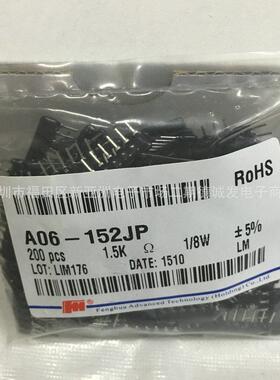 RoHS
A06-152JP
200 pcs 1.5K Ω 1/8W ±5%
LOT: LIM176 DATE: 1510 LM
Fenghua Advanced Technology (Holding) Co., Ltd